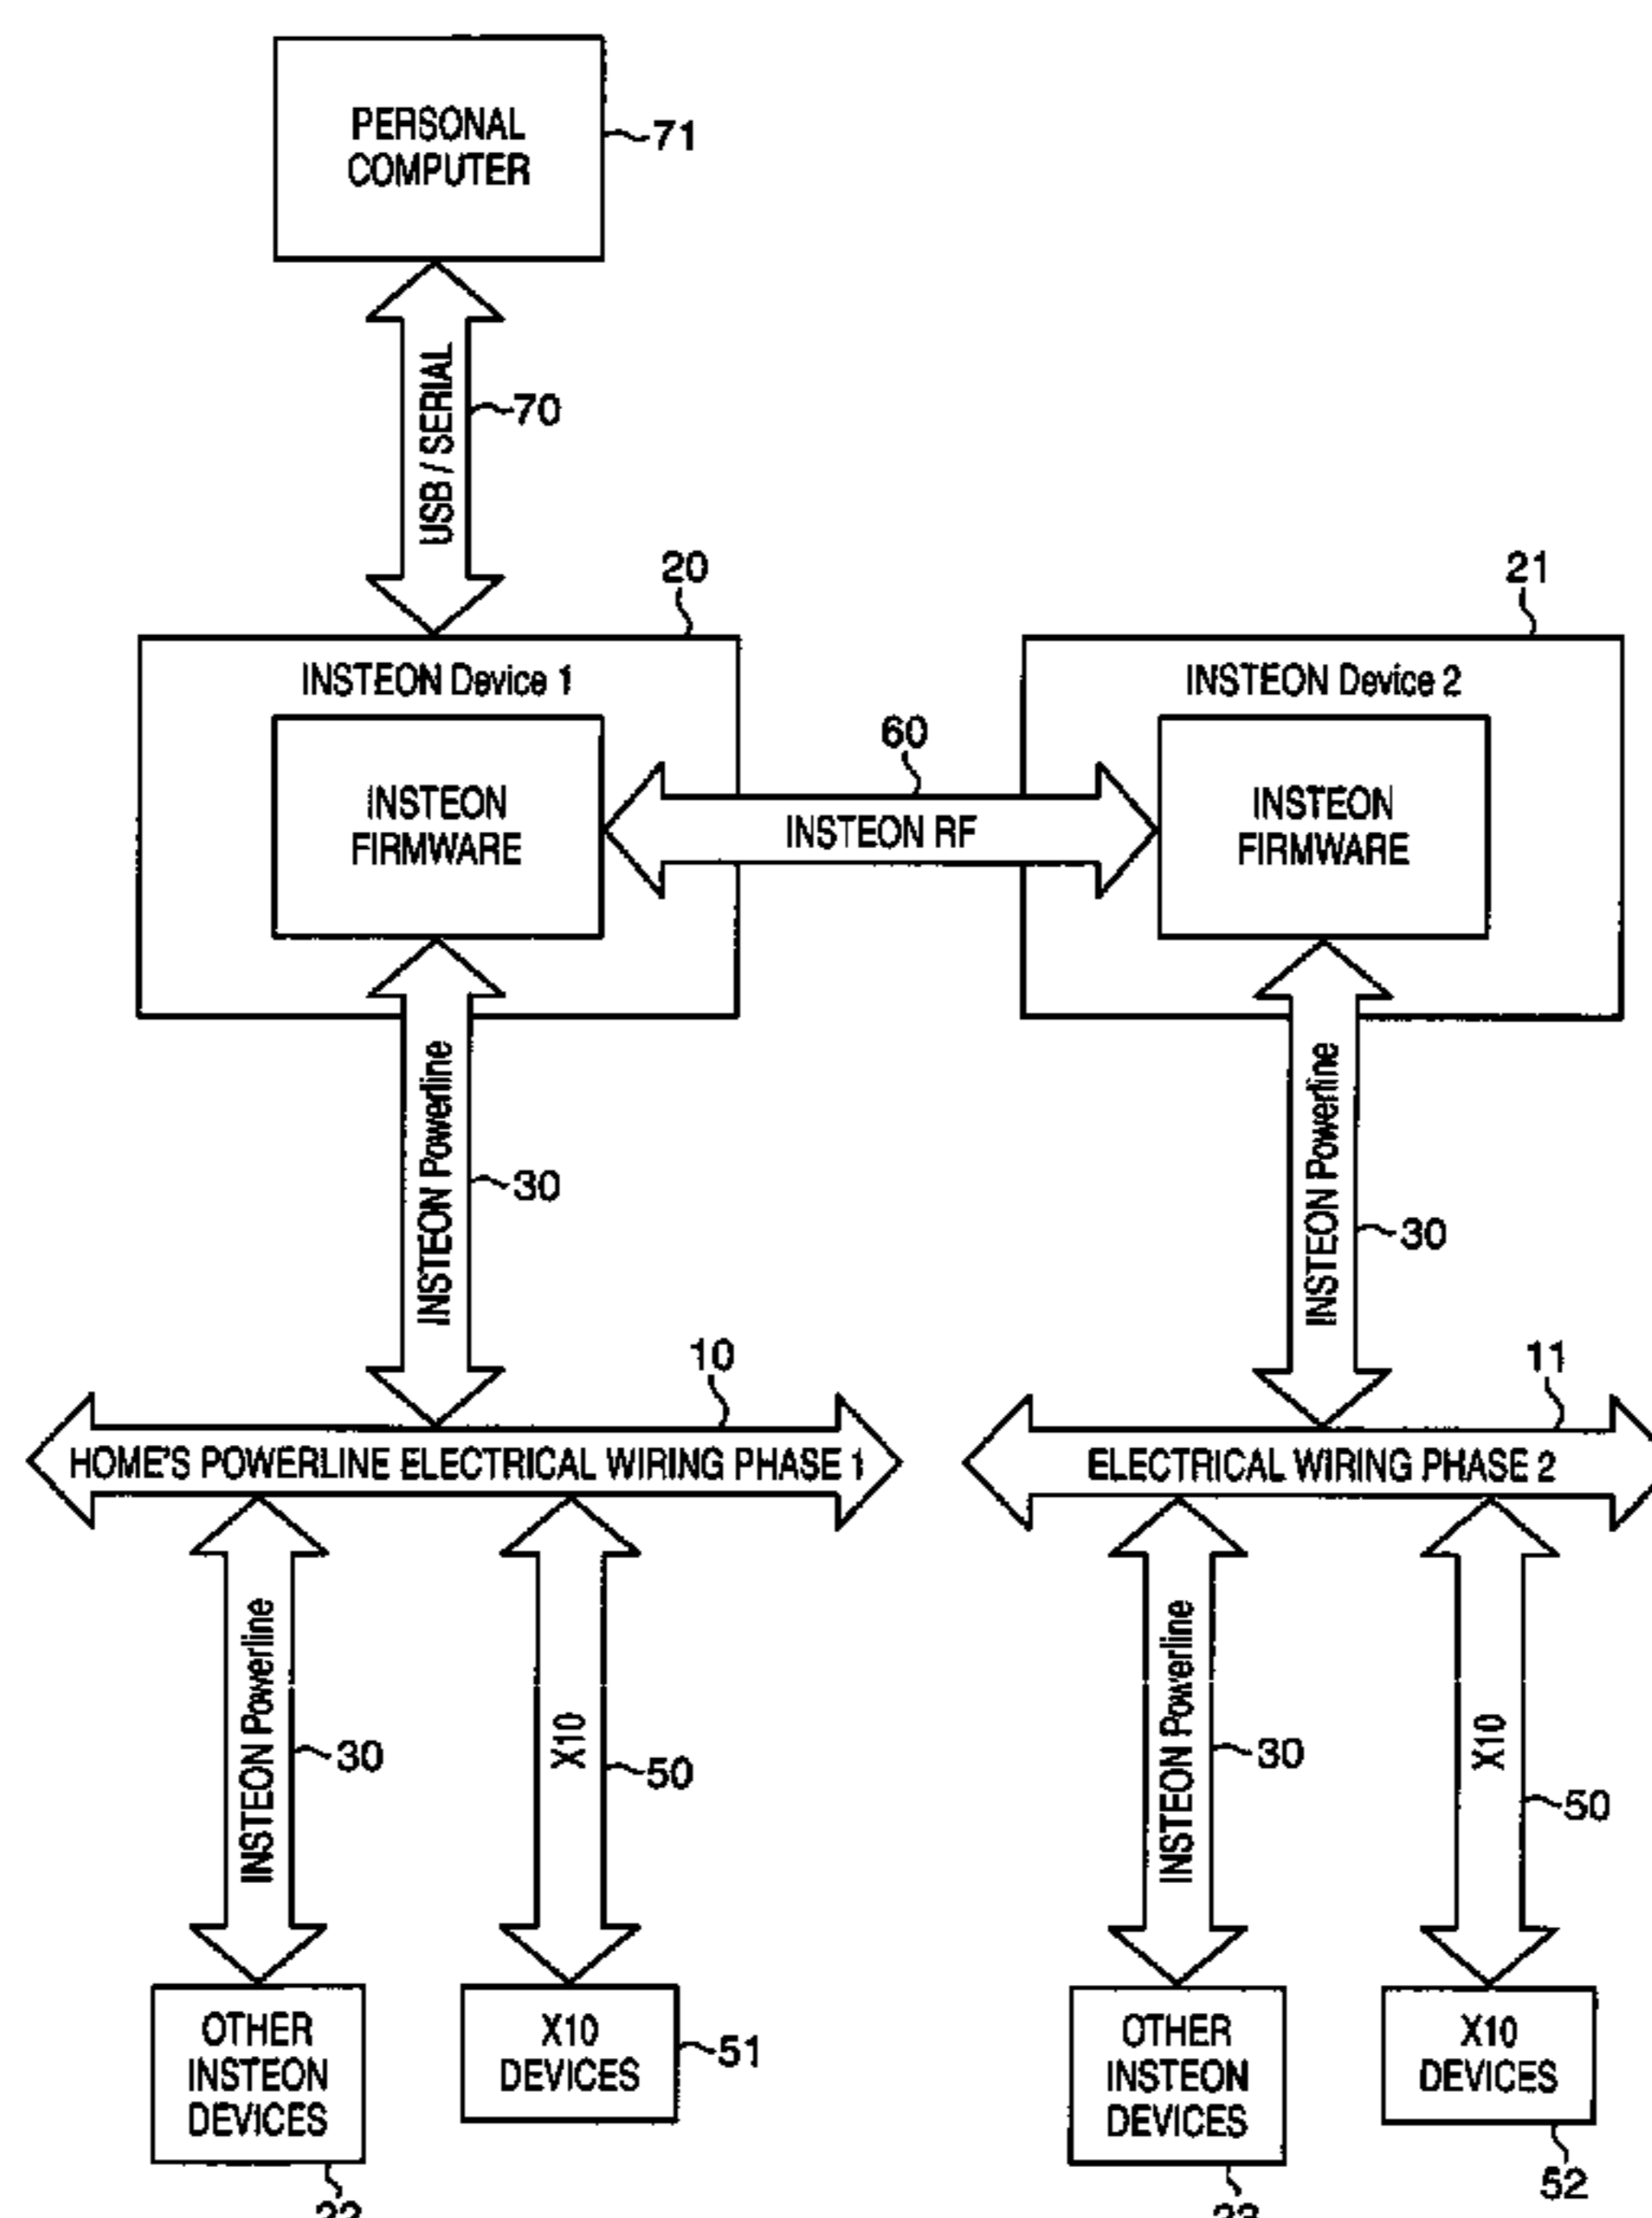 PERSONAL
COMPUTER
71
USB / SERIAL
70
20
21
INSTEON Device 1
INSTEON Device 2
60
INSTEON
FIRMWARE
INSTEON RF
INSTEON
FIRMWARE
INSTEON Powerline
30
INSTEON Powerline
30
10
11
HOME'S POWERLINE ELECTRICAL WIRING PHASE 1
ELECTRICAL WIRING PHASE 2
INSTEON Powerline
30
X10
50
INSTEON Powerline
30
X10
50
OTHER
INSTEON
DEVICES
X10
DEVICES
51
OTHER
INSTEON
DEVICES
X10
DEVICES
52